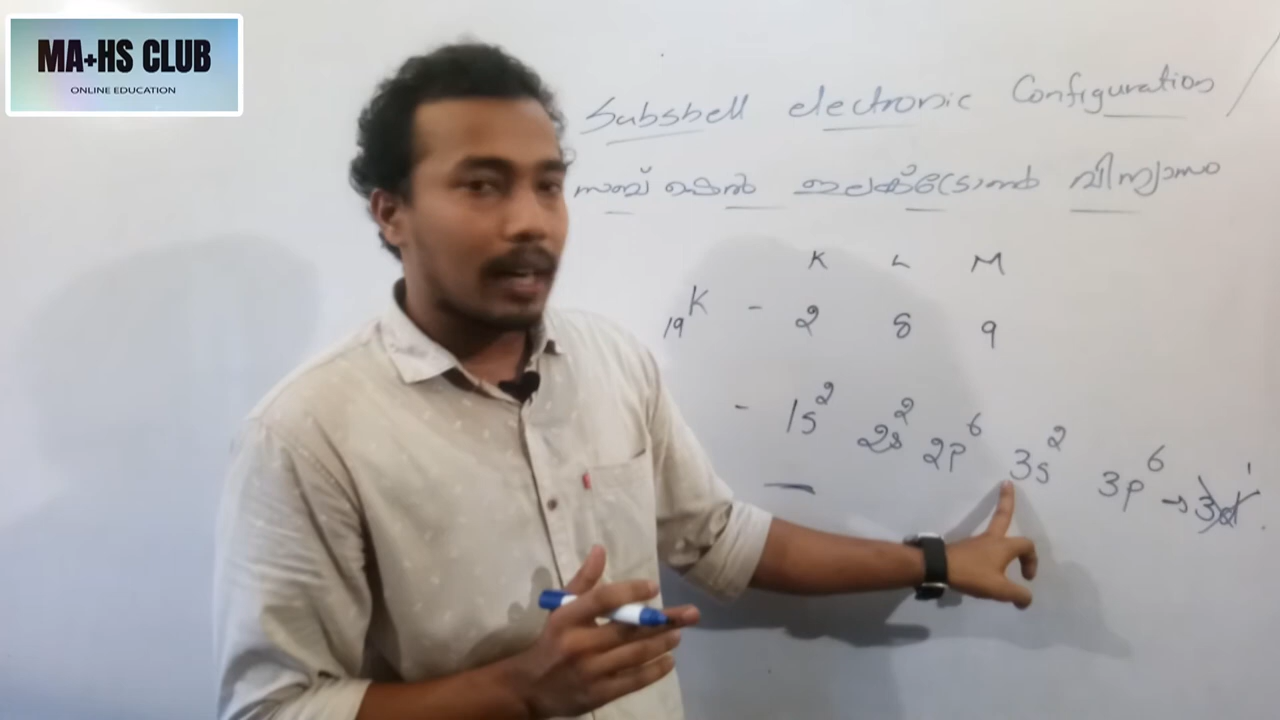 MA+HS CLUB
ONLINE EDUCATION
Subshell electronic Configuration
സബ് ഷെൽ ഇലക്ട്രോൺ വിന്യാസം
K L M
₁₉K - 2 8 9
- 1s² 2s² 2p⁶ 3s² 3p⁶ → 3d¹